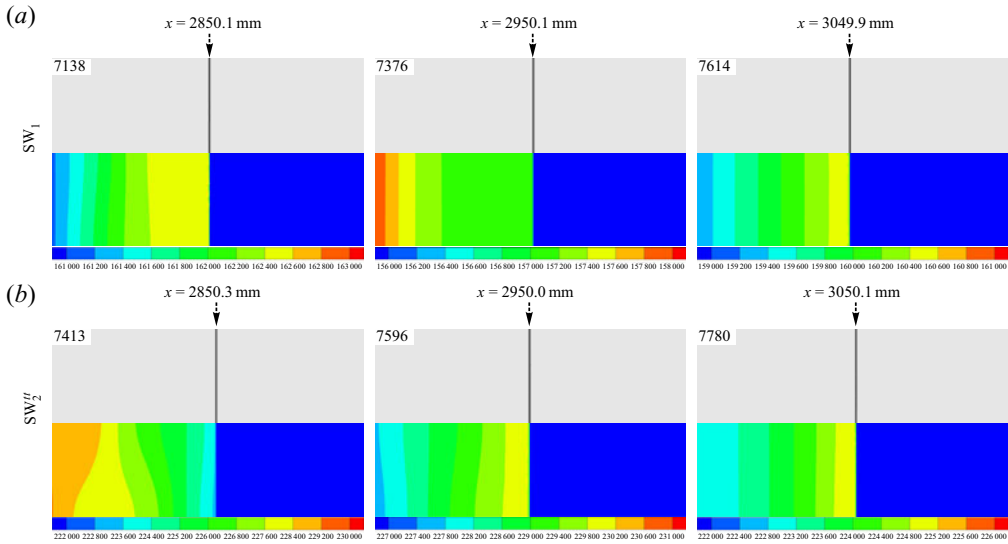 (a)
x = 2850.1 mm
x = 2950.1 mm
x = 3049.9 mm
7138
7376
7614
SW1
161 000 161 200 161 400 161 600 161 800 162 000 162 200 162 400 162 600 162 800 163 000
156 000 156 200 156 400 156 600 156 800 157 000 157 200 157 400 157 600 157 800 158 000
159 000 159 200 159 400 159 600 159 800 160 000 160 200 160 400 160 600 160 800 161 000
(b)
x = 2850.3 mm
x = 2950.0 mm
x = 3050.1 mm
7413
7596
7780
SW2tt
222 000 222 800 223 600 224 400 225 200 226 000 226 800 227 600 228 400 229 200 230 000
227 000 227 400 227 800 228 200 228 600 229 000 229 400 229 800 230 200 230 600 231 000
222 000 222 400 222 800 223 200 223 600 224 000 224 400 224 800 225 200 225 600 226 000